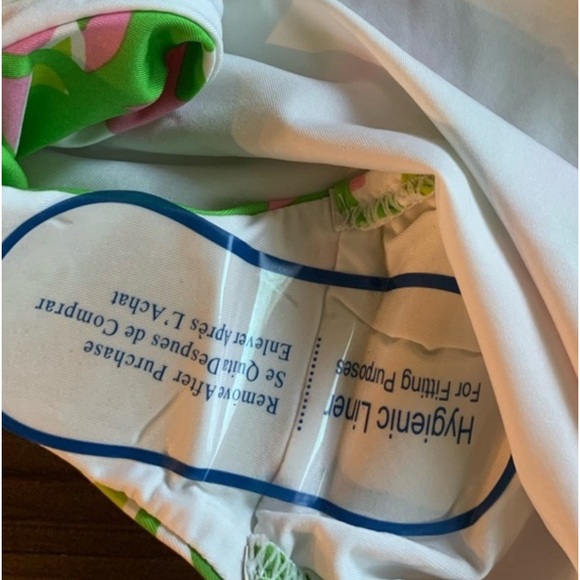 Hygienic Liner
For Fitting Purposes
Remove After Purchase
Se Quita Despues de Comprar
Enlever Après L'Achat